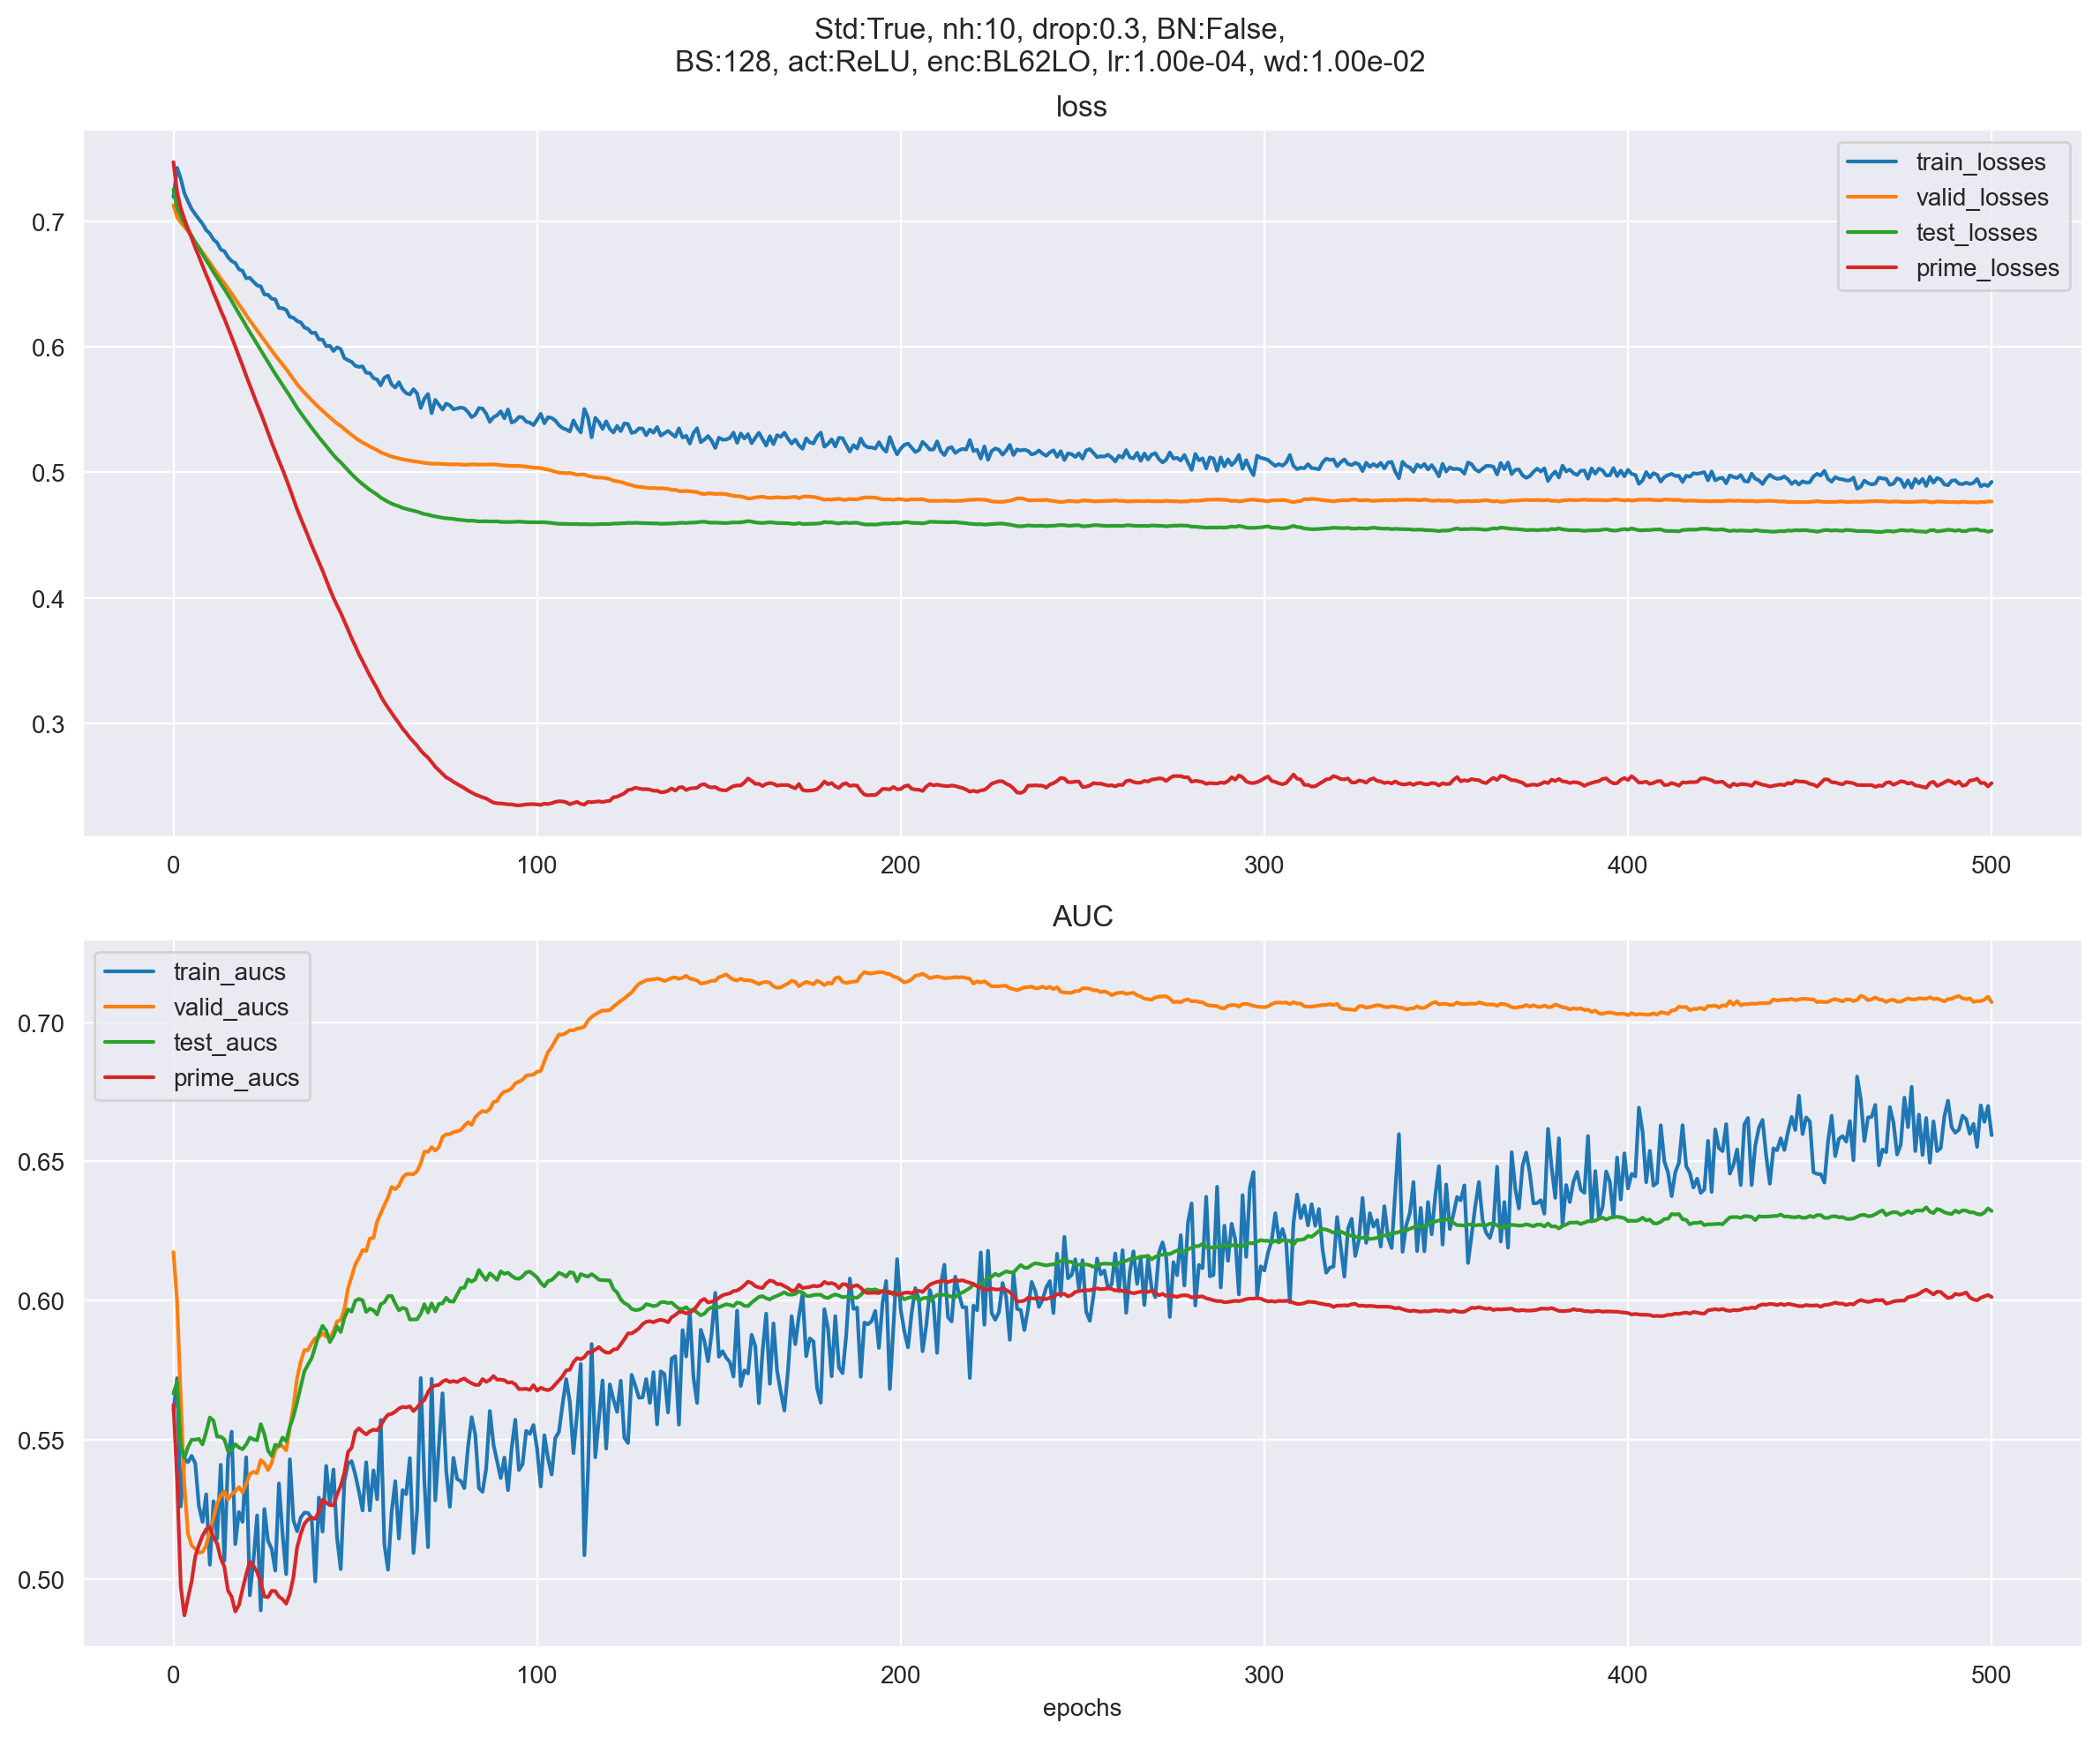 Std:True, nh:10, drop:0.3, BN:False,
BS:128, act:ReLU, enc:BL62LO, lr:1.00e-04, wd:1.00e-02
loss
train_losses
valid_losses
test_losses
prime_losses
0.7
0.6
0.5
0.4
0.3
0 100 200 300 400 500
AUC
train_aucs
valid_aucs
test_aucs
prime_aucs
0.70
0.65
0.60
0.55
0.50
0 100 200 300 400 500
epochs